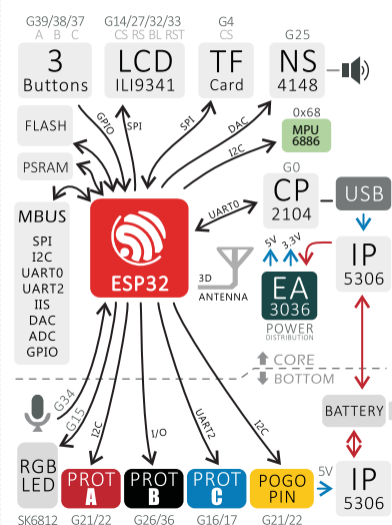 G39/38/37
A B C
3
Buttons
G14/27/32/33
CS RS BL RST
LCD
ILI9341
G4
CS
TF
Card
G25
NS
4148
FLASH
PSRAM
GPIO
SPI
SPI
DAC
I2C
0x68
MPU
6886
G0
CP
2104
USB
UART0
MBUS
SPI
I2C
UART0
UART2
IIS
DAC
ADC
GPIO
ESP32
3D
ANTENNA
5V
3.3V
EA
3036
POWER
DISTRIBUTION
IP
5306
CORE
BOTTOM
G34
G15
I2C
I/O
UART2
I2C
BATTERY
RGB
LED
SK6812
PROT
A
G21/22
PROT
B
G26/36
PROT
C
G16/17
POGO
PIN
G21/22
5V
IP
5306